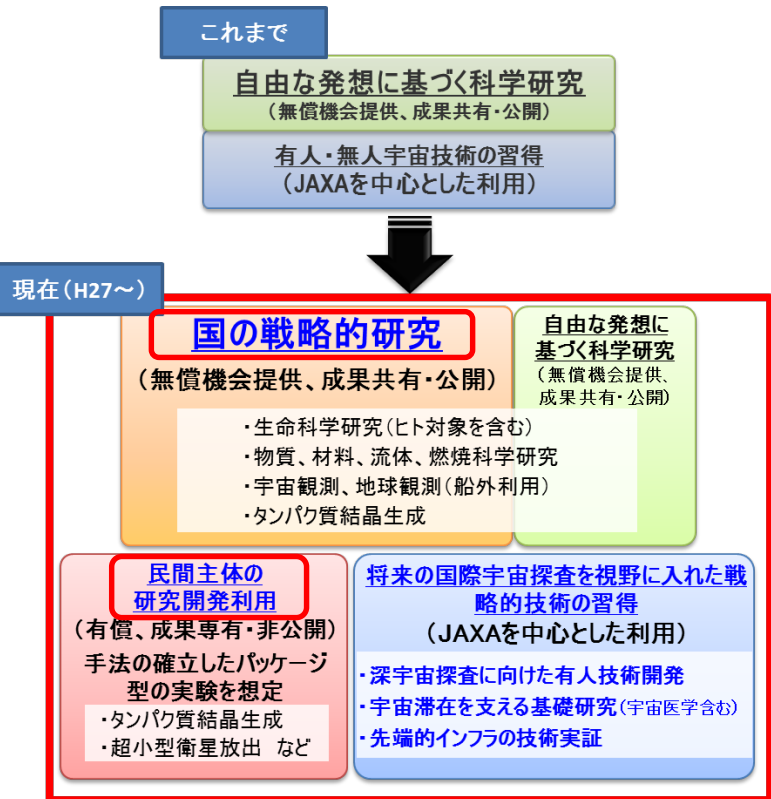 これまで
自由な発想に基づく科学研究
（無償機会提供、成果共有・公開）
有人・無人宇宙技術の習得
（JAXAを中心とした利用）
現在（H27～）
国の戦略的研究
（無償機会提供、成果共有・公開）
・生命科学研究（ヒト対象を含む）
・物質、材料、流体、燃焼科学研究
・宇宙観測、地球観測（船外利用）
・タンパク質結晶生成
自由な発想に
基づく科学研究
（無償機会提供、
成果共有・公開）
民間主体の
研究開発利用
（有償、成果専有・非公開）
手法の確立したパッケージ
型の実験を想定
・タンパク質結晶生成
・超小型衛星放出 など
将来の国際宇宙探査を視野に入れた戦
略的技術の習得
（JAXAを中心とした利用）
・深宇宙探査に向けた有人技術開発
・宇宙滞在を支える基礎研究（宇宙医学含む）
・先端的インフラの技術実証